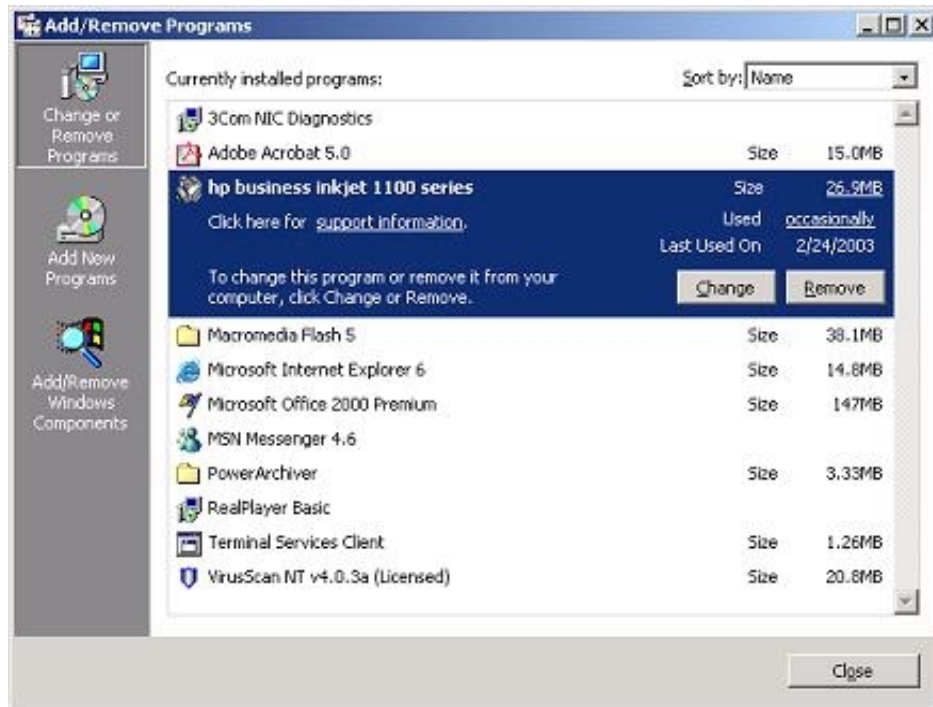 Add/Remove Programs
Change or
Remove
Programs
Add New
Programs
Add/Remove
Windows
Components
Currently installed programs:
Sort by: Name
3Com NIC Diagnostics
Adobe Acrobat 5.0 Size 15.0MB
hp business inkjet 1100 series Size 26.9MB
Click here for support information. Used occasionally
Last Used On 2/24/2003
To change this program or remove it from your
computer, click Change or Remove.
Change Remove
Macromedia Flash 5 Size 38.1MB
Microsoft Internet Explorer 6 Size 14.8MB
Microsoft Office 2000 Premium Size 147MB
MSN Messenger 4.6
PowerArchiver Size 3.33MB
RealPlayer Basic
Terminal Services Client Size 1.26MB
VirusScan NT v4.0.3a (Licensed) Size 20.8MB
Close